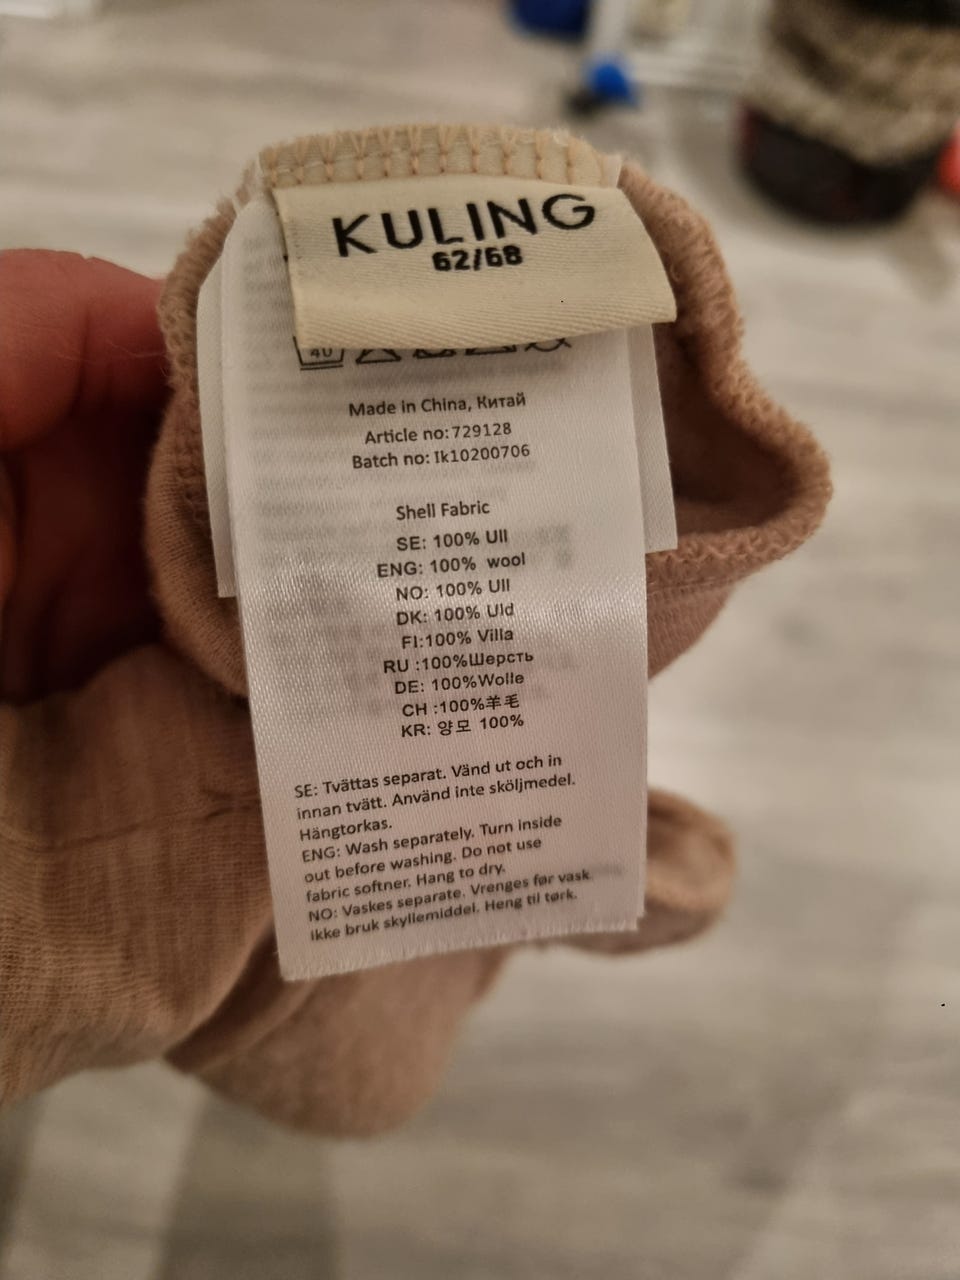 KULING
62/68
40
Made in China, Китай
Article no:729128
Batch no: Ik10200706
Shell Fabric
SE: 100% Ull
ENG: 100% wool
NO: 100% Ull
DK: 100% Uld
FI:100% Villa
RU :100%Шерсть
DE: 100%Wolle
CH :100%羊毛
KR: 양모 100%
SE: Tvättas separat. Vänd ut och in
innan tvätt. Använd inte sköljmedel.
Hängtorkas.
ENG: Wash separately. Turn inside
out before washing. Do not use
fabric softner. Hang to dry.
NO: Vaskes separate. Vrenges før vask.
Ikke bruk skyllemiddel. Heng til tørk.